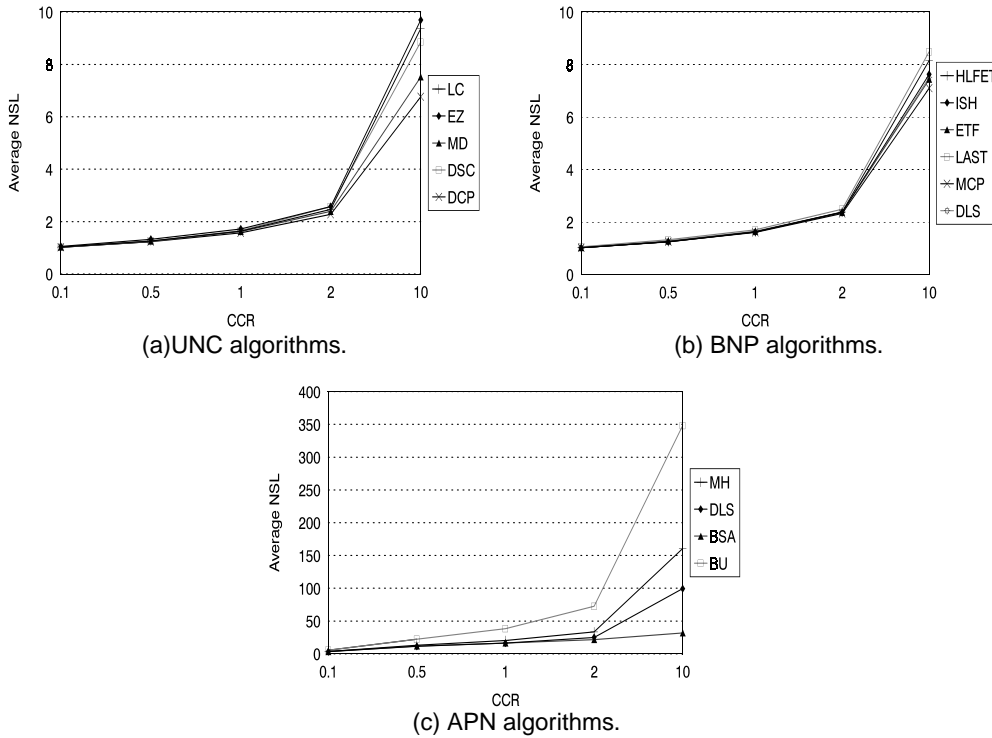 10
8
6
4
2
0
Average NSL
0.1 0.5 1 2 10
CCR
LC
EZ
MD
DSC
DCP
(a)UNC algorithms.
10
8
6
4
2
0
Average NSL
0.1 0.5 1 2 10
CCR
HLFET
ISH
ETF
LAST
MCP
DLS
(b) BNP algorithms.
400
350
300
250
200
150
100
50
0
Average NSL
0.1 0.5 1 2 10
CCR
MH
DLS
BSA
BU
(c) APN algorithms.